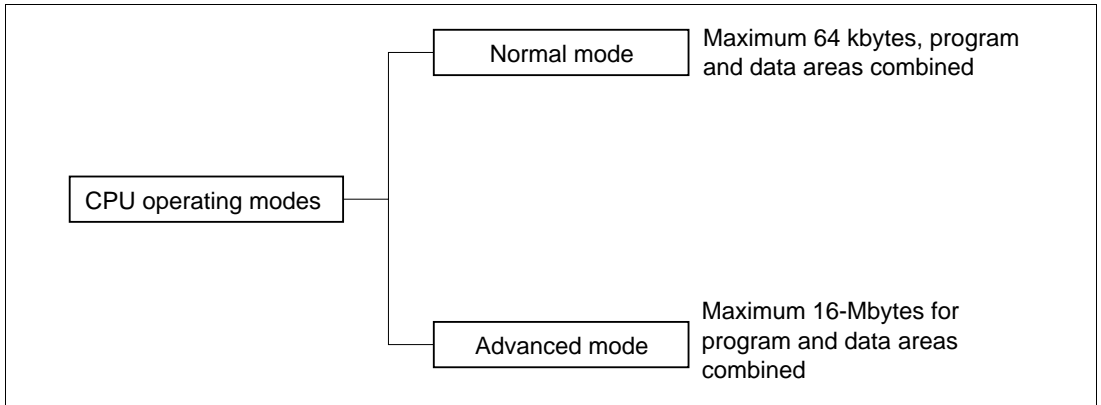 Normal mode
Maximum 64 kbytes, program
and data areas combined
CPU operating modes
Advanced mode
Maximum 16-Mbytes for
program and data areas
combined